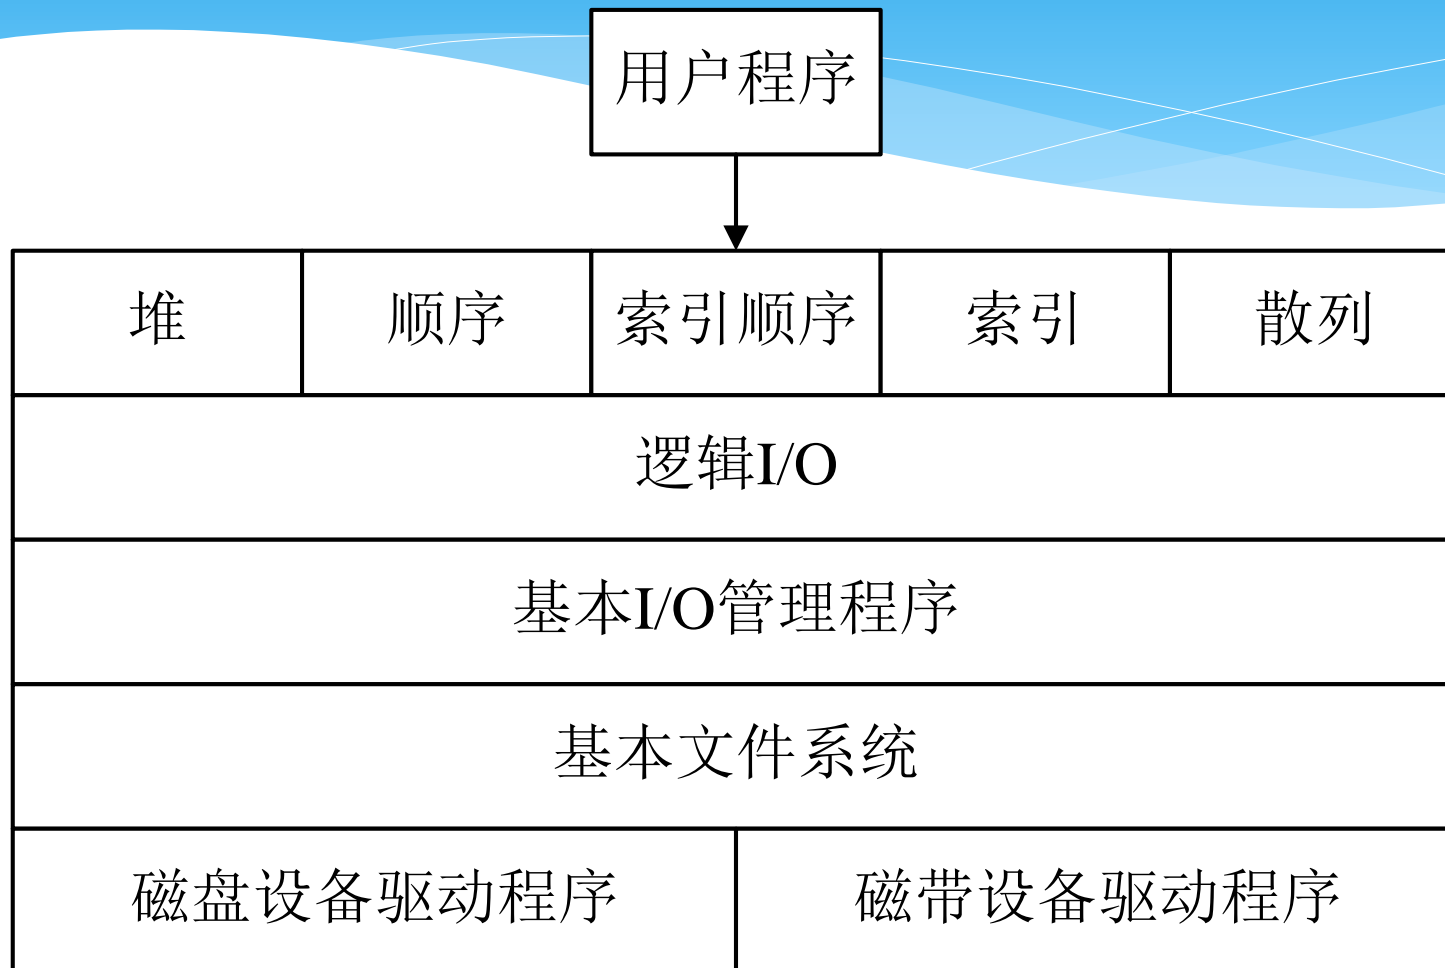 用户程序
堆 顺序 索引顺序 索引 散列
逻辑I/O
基本I/O管理程序
基本文件系统
磁盘设备驱动程序 磁带设备驱动程序